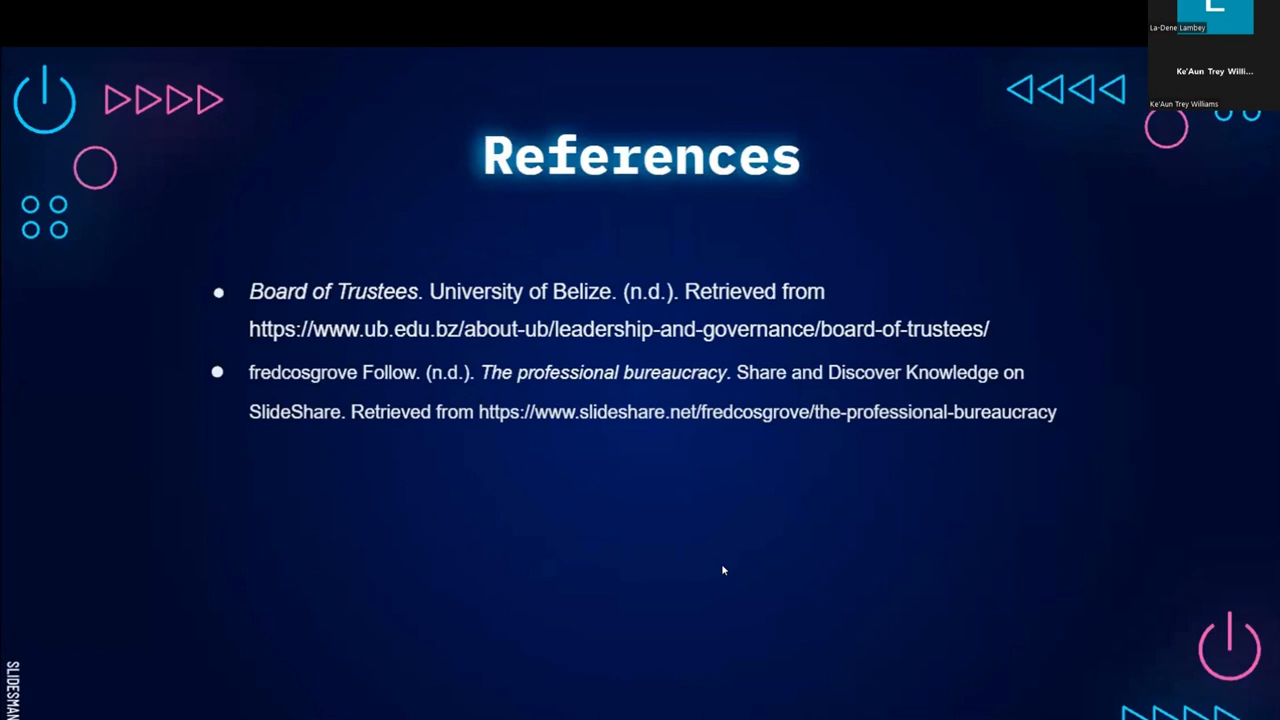 L
La-Dene Lambey
Ke'Aun Trey Willi...
Ke'Aun Trey Williams
References
• Board of Trustees. University of Belize. (n.d.). Retrieved from
https://www.ub.edu.bz/about-ub/leadership-and-governance/board-of-trustees/
• fredcosgrove Follow. (n.d.). The professional bureaucracy. Share and Discover Knowledge on
SlideShare. Retrieved from https://www.slideshare.net/fredcosgrove/the-professional-bureaucracy
SLIDESMAN